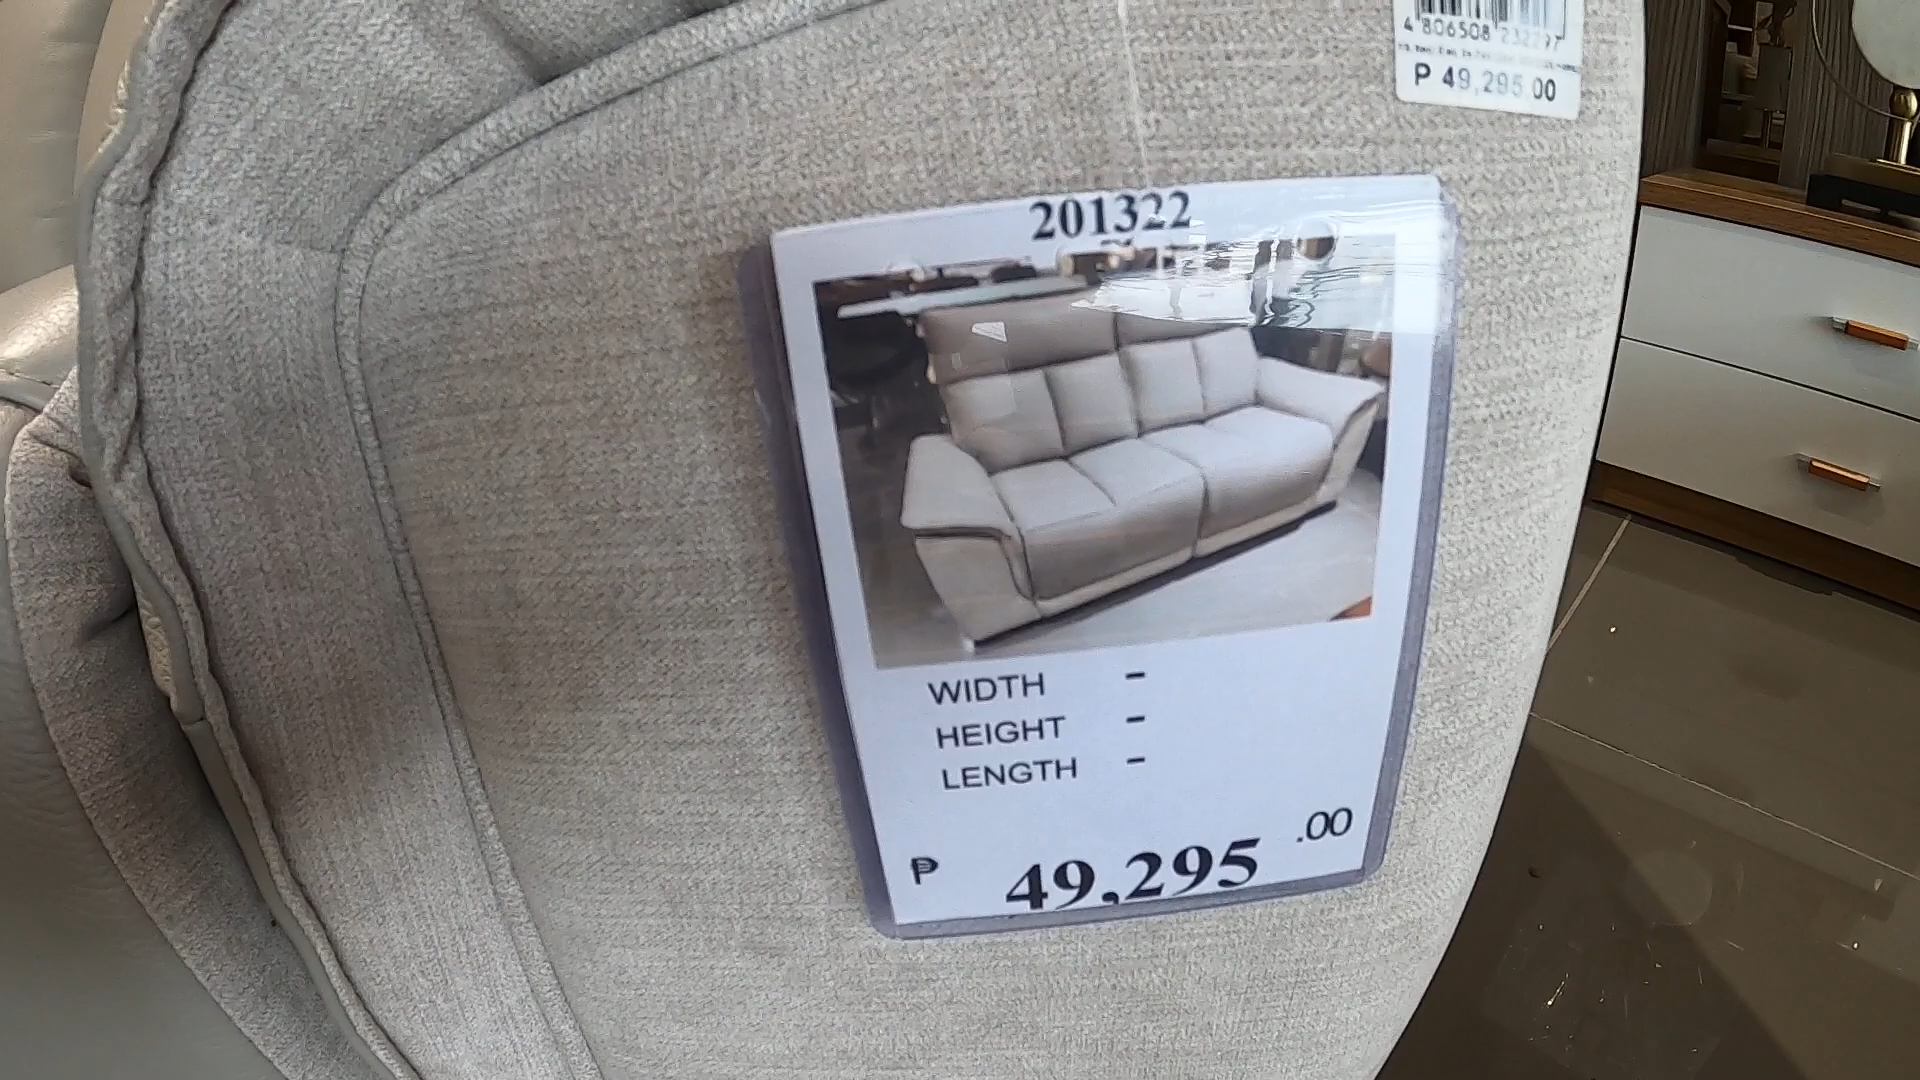 4 806508 232297
P 49,295.00
201322
WIDTH -
HEIGHT -
LENGTH -
₱ 49,295 .00